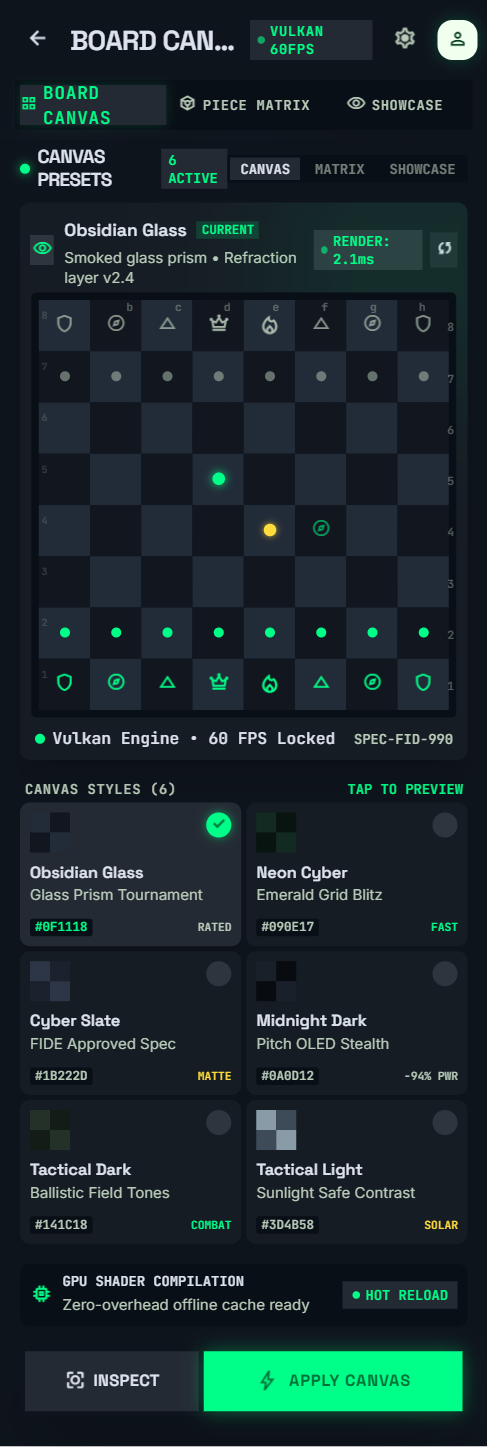 BOARD CAN...
VULKAN
60FPS
BOARD
CANVAS
PIECE MATRIX
SHOWCASE
CANVAS
PRESETS
6
ACTIVE
CANVAS
MATRIX
SHOWCASE
Obsidian Glass
CURRENT
Smoked glass prism • Refraction
layer v2.4
RENDER:
2.1ms
8 b c d e f g h
8
7
7
6
6
5
5
4
4
3
3
2
2
1
1
Vulkan Engine • 60 FPS Locked
SPEC-FID-990
CANVAS STYLES (6)
TAP TO PREVIEW
Obsidian Glass
Glass Prism Tournament
#0F1118
RATED
Neon Cyber
Emerald Grid Blitz
#090E17
FAST
Cyber Slate
FIDE Approved Spec
#1B222D
MATTE
Midnight Dark
Pitch OLED Stealth
#0A0D12
-94% PWR
Tactical Dark
Ballistic Field Tones
#141C18
COMBAT
Tactical Light
Sunlight Safe Contrast
#3D4B58
SOLAR
GPU SHADER COMPILATION
Zero-overhead offline cache ready
HOT RELOAD
INSPECT
APPLY CANVAS